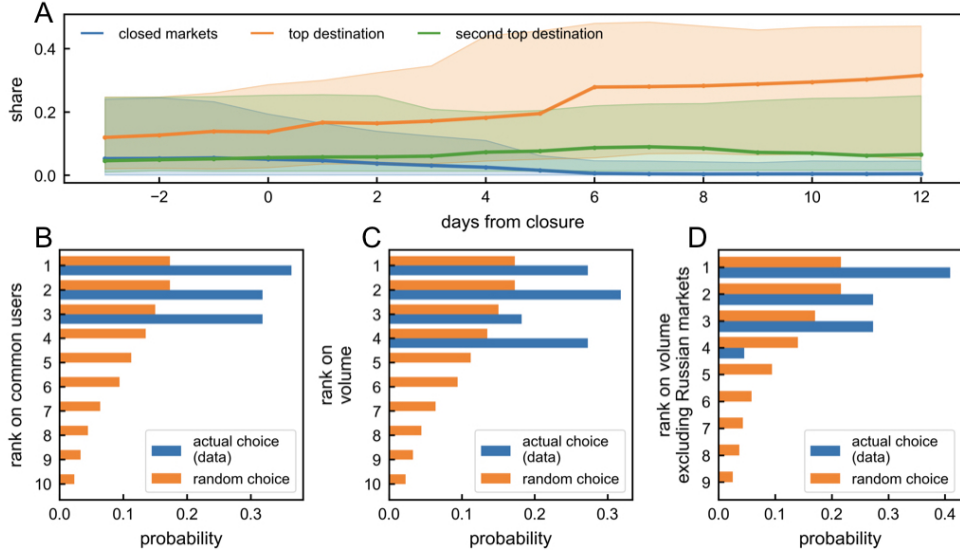 A
closed markets
top destination
second top destination
share
0.4
0.2
0.0
−2
0
2
4
6
8
10
12
days from closure
B
rank on common users
1
2
3
4
5
6
7
8
9
10
actual choice
(data)
random choice
0.0
0.1
0.2
0.3
probability
C
rank on
volume
1
2
3
4
5
6
7
8
9
10
actual choice
(data)
random choice
0.0
0.1
0.2
0.3
probability
D
rank on volume
excluding Russian markets
1
2
3
4
5
6
7
8
9
actual choice
(data)
random choice
0.0
0.1
0.2
0.3
0.4
probability